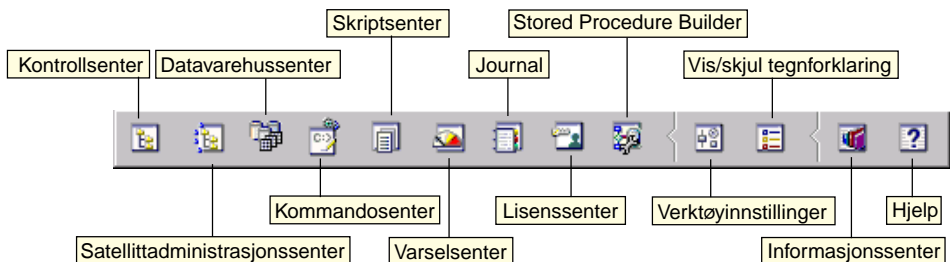 Skriptsenter
Stored Procedure Builder
Kontrollsenter
Datavarehussenter
Journal
Vis/skjul tegnforklaring
C:>
?
Kommandosenter
Lisenssenter
Verktøyinnstillinger
Hjelp
Satellittadministrasjonssenter
Varselsenter
Informasjonssenter